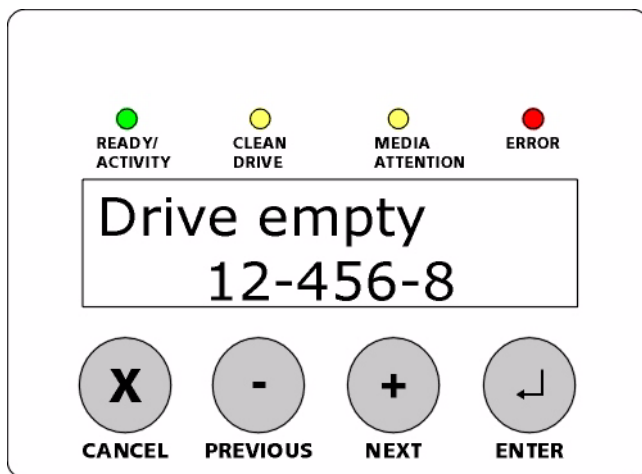 READY/ CLEAN MEDIA ERROR
ACTIVITY DRIVE ATTENTION
Drive empty
12-456-8
X - +
CANCEL PREVIOUS NEXT ENTER